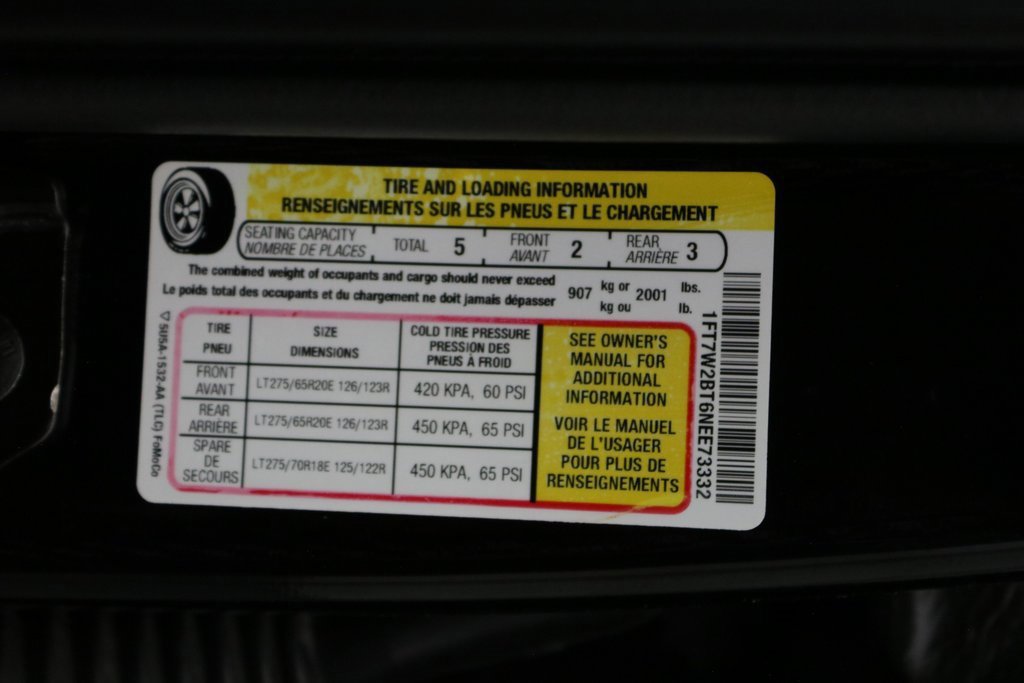 TIRE AND LOADING INFORMATION
RENSEIGNEMENTS SUR LES PNEUS ET LE CHARGEMENT
SEATING CAPACITY
NOMBRE DE PLACES
TOTAL 5
FRONT
AVANT 2
REAR
ARRIÈRE 3
The combined weight of occupants and cargo should never exceed
Le poids total des occupants et du chargement ne doit jamais dépasser
907 kg or 2001 lbs.
kg ou lb.
TIRE
PNEU
SIZE
DIMENSIONS
COLD TIRE PRESSURE
PRESSION DES
PNEUS À FROID
FRONT
AVANT
LT275/65R20E 126/123R
420 KPA, 60 PSI
REAR
ARRIÈRE
LT275/65R20E 126/123R
450 KPA, 65 PSI
SPARE
DE
SECOURS
LT275/70R18E 125/122R
450 KPA, 65 PSI
SEE OWNER'S
MANUAL FOR
ADDITIONAL
INFORMATION
VOIR LE MANUEL
DE L'USAGER
POUR PLUS DE
RENSEIGNEMENTS
1FT7W2BT6NEE73332
5U5A-1532-AA (TLC) FoMoCo